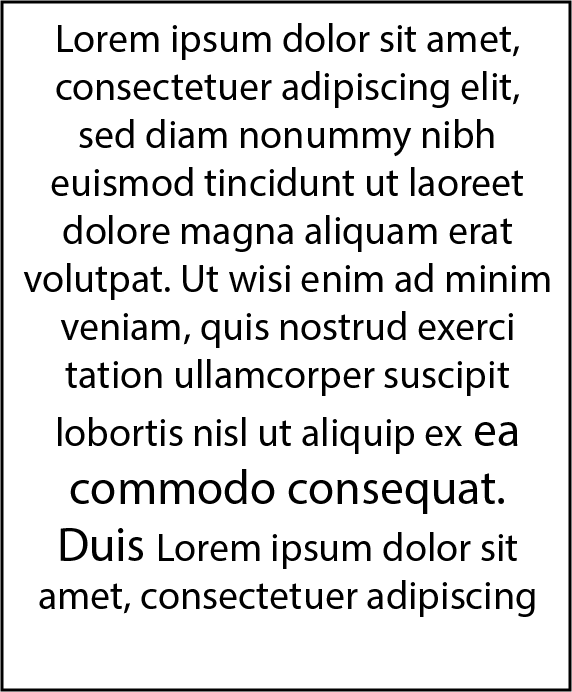 Lorem ipsum dolor sit amet,
consectetuer adipiscing elit,
sed diam nonummy nibh
euismod tincidunt ut laoreet
dolore magna aliquam erat
volutpat. Ut wisi enim ad minim
veniam, quis nostrud exerci
tation ullamcorper suscipit
lobortis nisl ut aliquip ex ea
commodo consequat.
Duis Lorem ipsum dolor sit
amet, consectetuer adipiscing